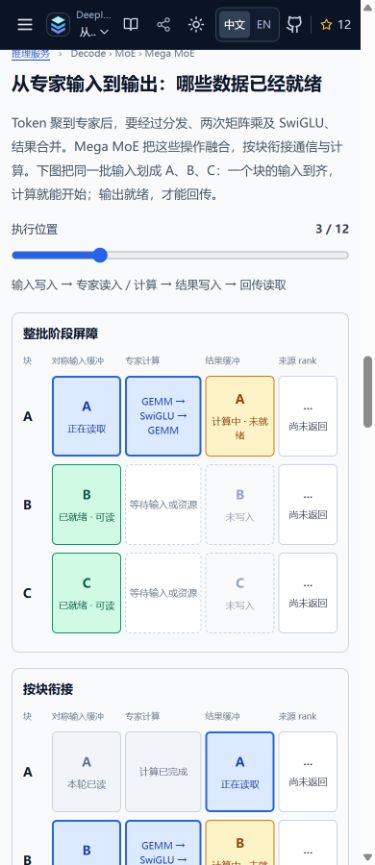 DeepL...
从..
中文
EN
12
推理服务 › Decode › MoE › Mega MoE
从专家输入到输出：哪些数据已经就绪
Token 聚到专家后，要经过分发、两次矩阵乘及 SwiGLU、
结果合并。Mega MoE 把这些操作融合，按块衔接通信与计
算。下图把同一批输入划成 A、B、C：一个块的输入到齐，
计算就能开始；输出就绪，才能回传。
执行位置
3 / 12
输入写入 → 专家读入 / 计算 → 结果写入 → 回传读取
整批阶段屏障
块 对称输入缓冲 专家计算 结果缓冲 来源 rank
A
A
正在读取
GEMM →
SwiGLU →
GEMM
A
计算中 · 未就
绪
...
尚未返回
B
B
已就绪 · 可读
等待输入或资源
B
未写入
...
尚未返回
C
C
已就绪 · 可读
等待输入或资源
C
未写入
...
尚未返回
按块衔接
块 对称输入缓冲 专家计算 结果缓冲 来源 rank
A
A
本轮已读
计算已完成
A
正在读取
...
尚未返回
B
B
GEMM →
SwiGLU →
B
...